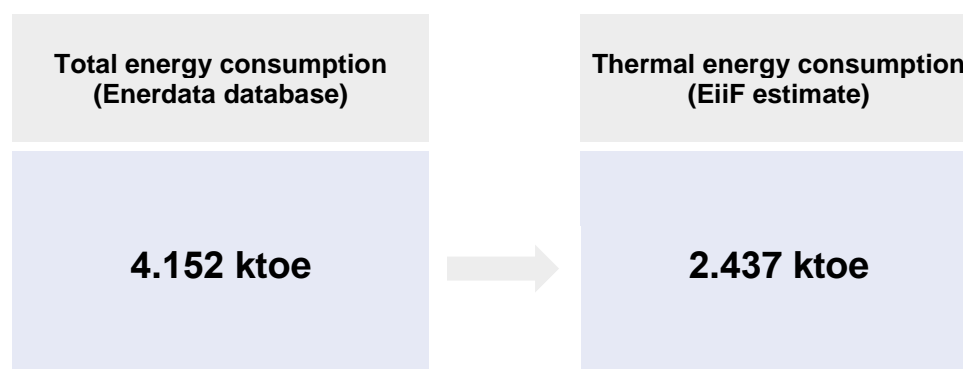 Total energy consumption
(Enerdata database)
Thermal energy consumption
(EiiF estimate)
4.152 ktoe
2.437 ktoe